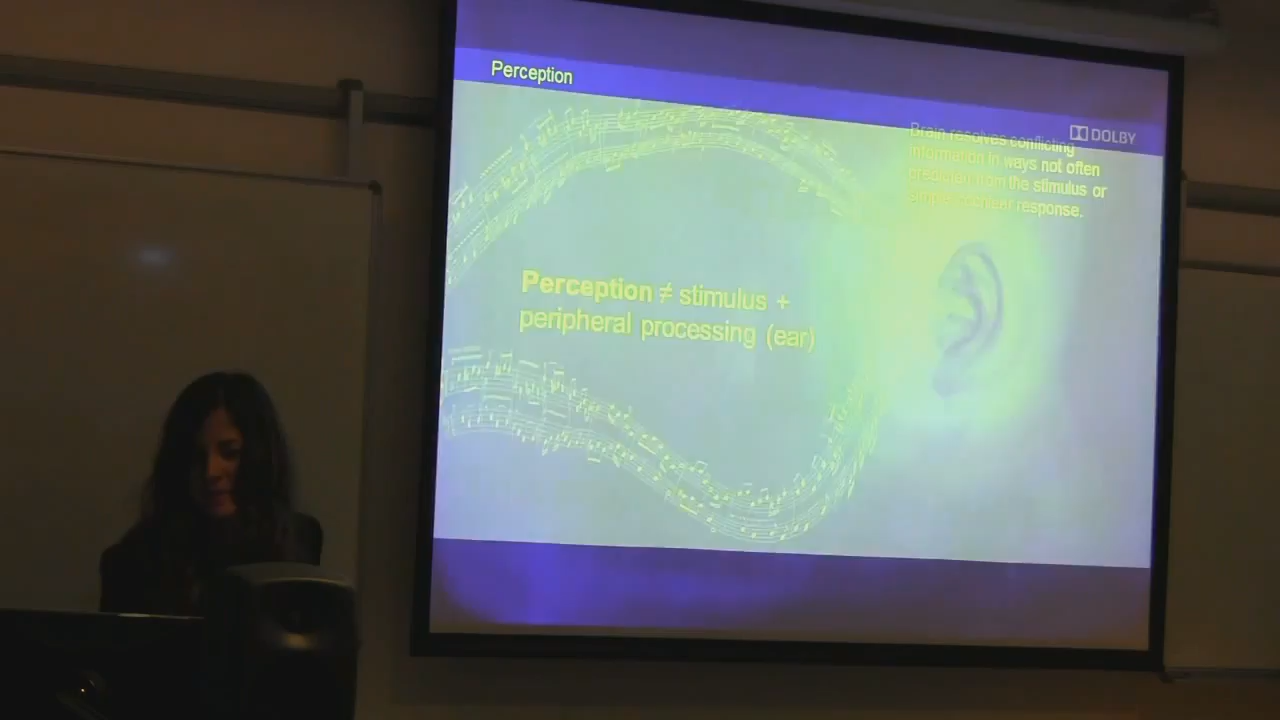 Perception
DOLBY
Brain resolves conflicting
information in ways not often
from the stimulus or
response.
Perception ≠ stimulus +
peripheral processing (ear)